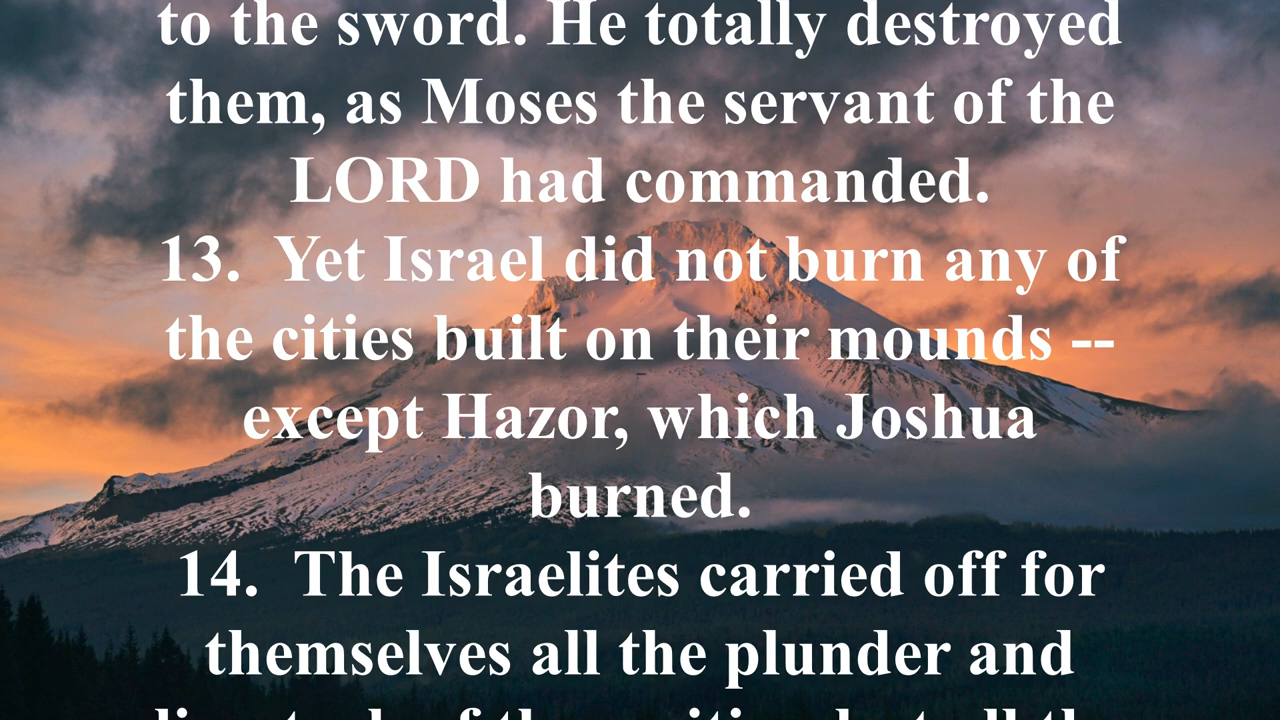 to the sword. He totally destroyed
them, as Moses the servant of the
LORD had commanded.
13.  Yet Israel did not burn any of
the cities built on their mounds --
except Hazor, which Joshua
burned.
14.  The Israelites carried off for
themselves all the plunder and